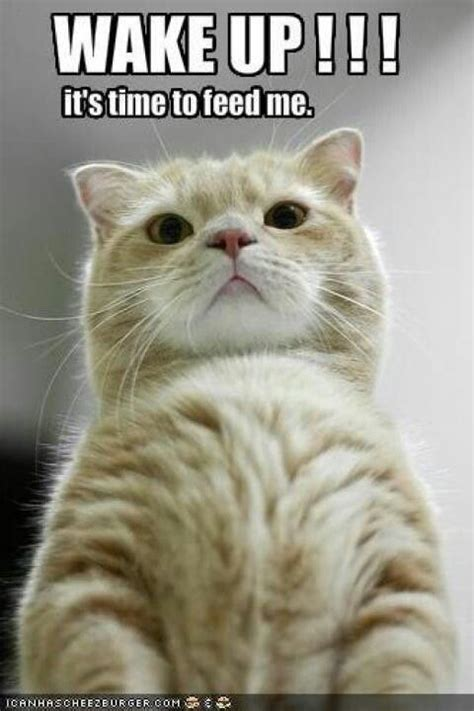 WAKE UP ! ! !
it's time to feed me.
ICANHASCHEEZBURGER.COM